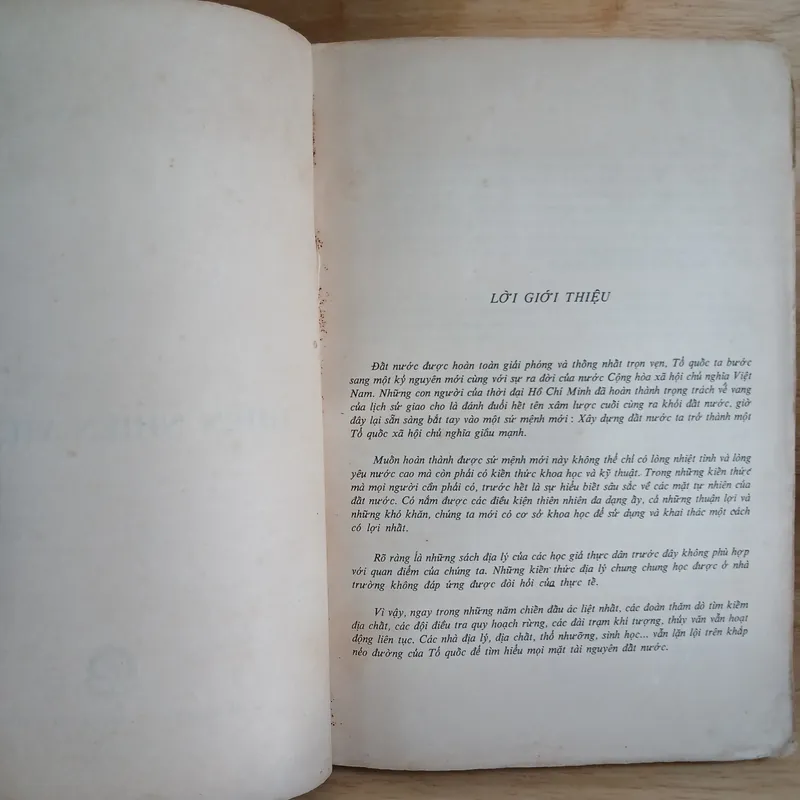 LỜI GIỚI THIỆU
Đất nước được hoàn toàn giải phóng và thống nhất trọn vẹn, Tổ quốc ta bước
sang một kỷ nguyên mới cùng với sự ra đời của nước Cộng hòa xã hội chủ nghĩa Việt
Nam. Những con người của thời đại Hồ Chí Minh đã hoàn thành trọng trách vẻ vang
của lịch sử giao cho là đánh đuổi hết tên xâm lược cuối cùng ra khỏi đất nước, giờ
đây lại sẵn sàng bắt tay vào một sứ mệnh mới : Xây dựng đất nước ta trở thành một
Tổ quốc xã hội chủ nghĩa giầu mạnh.
Muốn hoàn thành được sứ mệnh mới này không thể chỉ có lòng nhiệt tình và lòng
yêu nước cao mà còn phải có kiến thức khoa học và kỹ thuật. Trong những kiến thức
mà mọi người cần phải có, trước hết là sự hiểu biết sâu sắc về các mặt tự nhiên của
đất nước. Có nắm được các điều kiện thiên nhiên đa dạng ấy, cả những thuận lợi và
những khó khăn, chúng ta mới có cơ sở khoa học để sử dụng và khai thác một cách
có lợi nhất.
Rõ ràng là những sách địa lý của các học giả thực dân trước đây không phù hợp
với quan điểm của chúng ta. Những kiến thức địa lý chung chung học được ở nhà
trường không đáp ứng được đòi hỏi của thực tế.
Vì vậy, ngay trong những năm chiến đấu ác liệt nhất, các đoàn thăm dò tìm kiếm
địa chất, các đội điều tra quy hoạch rừng, các đài trạm khí tượng, thủy văn vẫn hoạt
động liên tục. Các nhà địa lý, địa chất, thổ nhưỡng, sinh học... vẫn lặn lội trên khắp
nẻo đường của Tổ quốc để tìm hiểu mọi mặt tài nguyên đất nước.